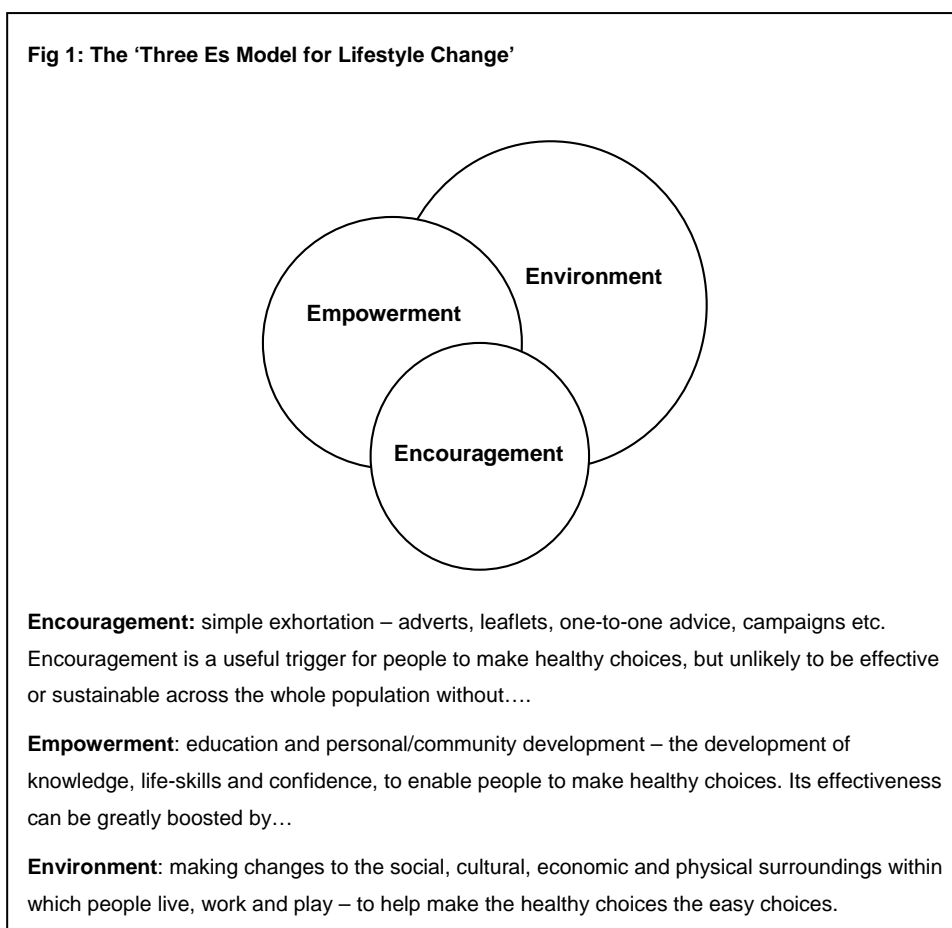 Fig 1: The ‘Three Es Model for Lifestyle Change’
Environment
Empowerment
Encouragement
Encouragement: simple exhortation – adverts, leaflets, one-to-one advice, campaigns etc.
Encouragement is a useful trigger for people to make healthy choices, but unlikely to be effective
or sustainable across the whole population without….
Empowerment: education and personal/community development – the development of
knowledge, life-skills and confidence, to enable people to make healthy choices. Its effectiveness
can be greatly boosted by…
Environment: making changes to the social, cultural, economic and physical surroundings within
which people live, work and play – to help make the healthy choices the easy choices.